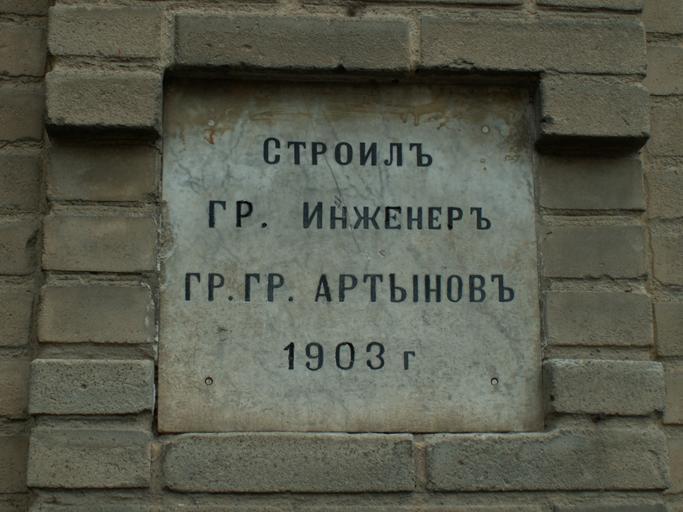 СТРОИЛЪ
ГР. ИНЖЕНЕРЪ
ГР. ГР. АРТЫНОВЪ
1903 г